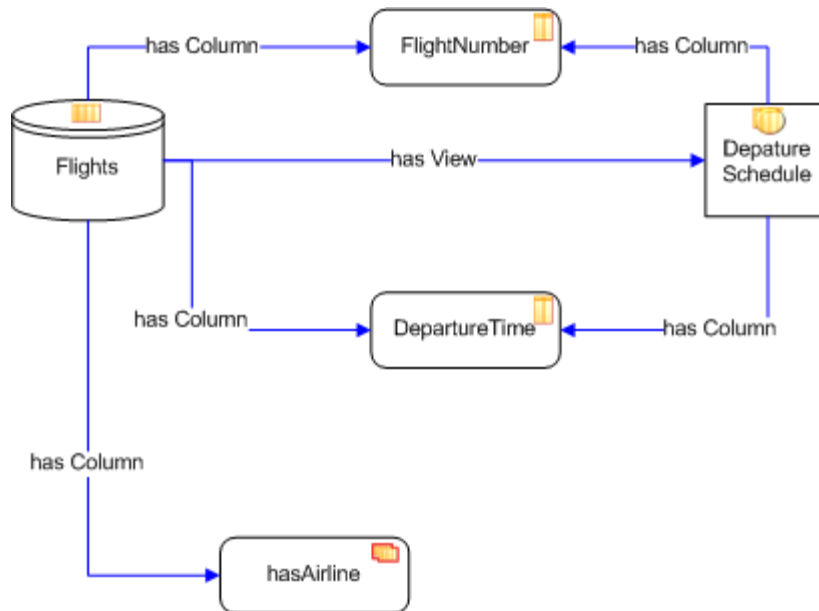 has Column
FlightNumber
has Column
Flights
has View
Depature
Schedule
has Column
DepartureTime
has Column
has Column
hasAirline